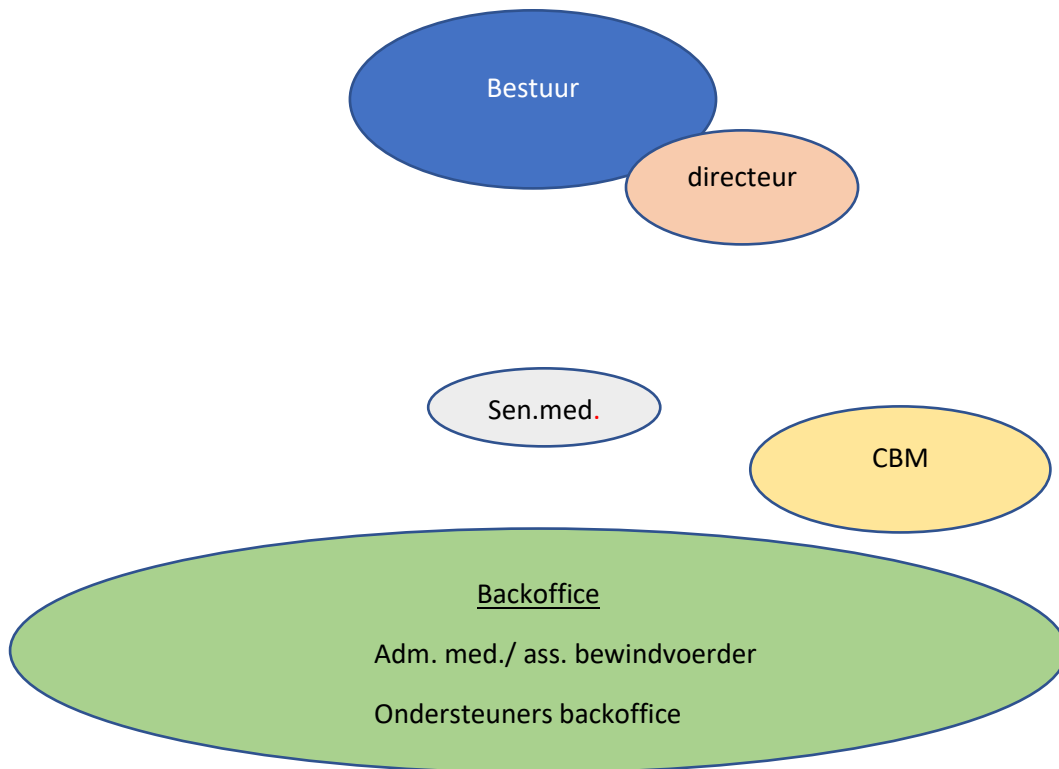 Bestuur
directeur
Sen.med.
CBM
Backoffice
Adm. med./ ass. bewindvoerder
Ondersteuners backoffice